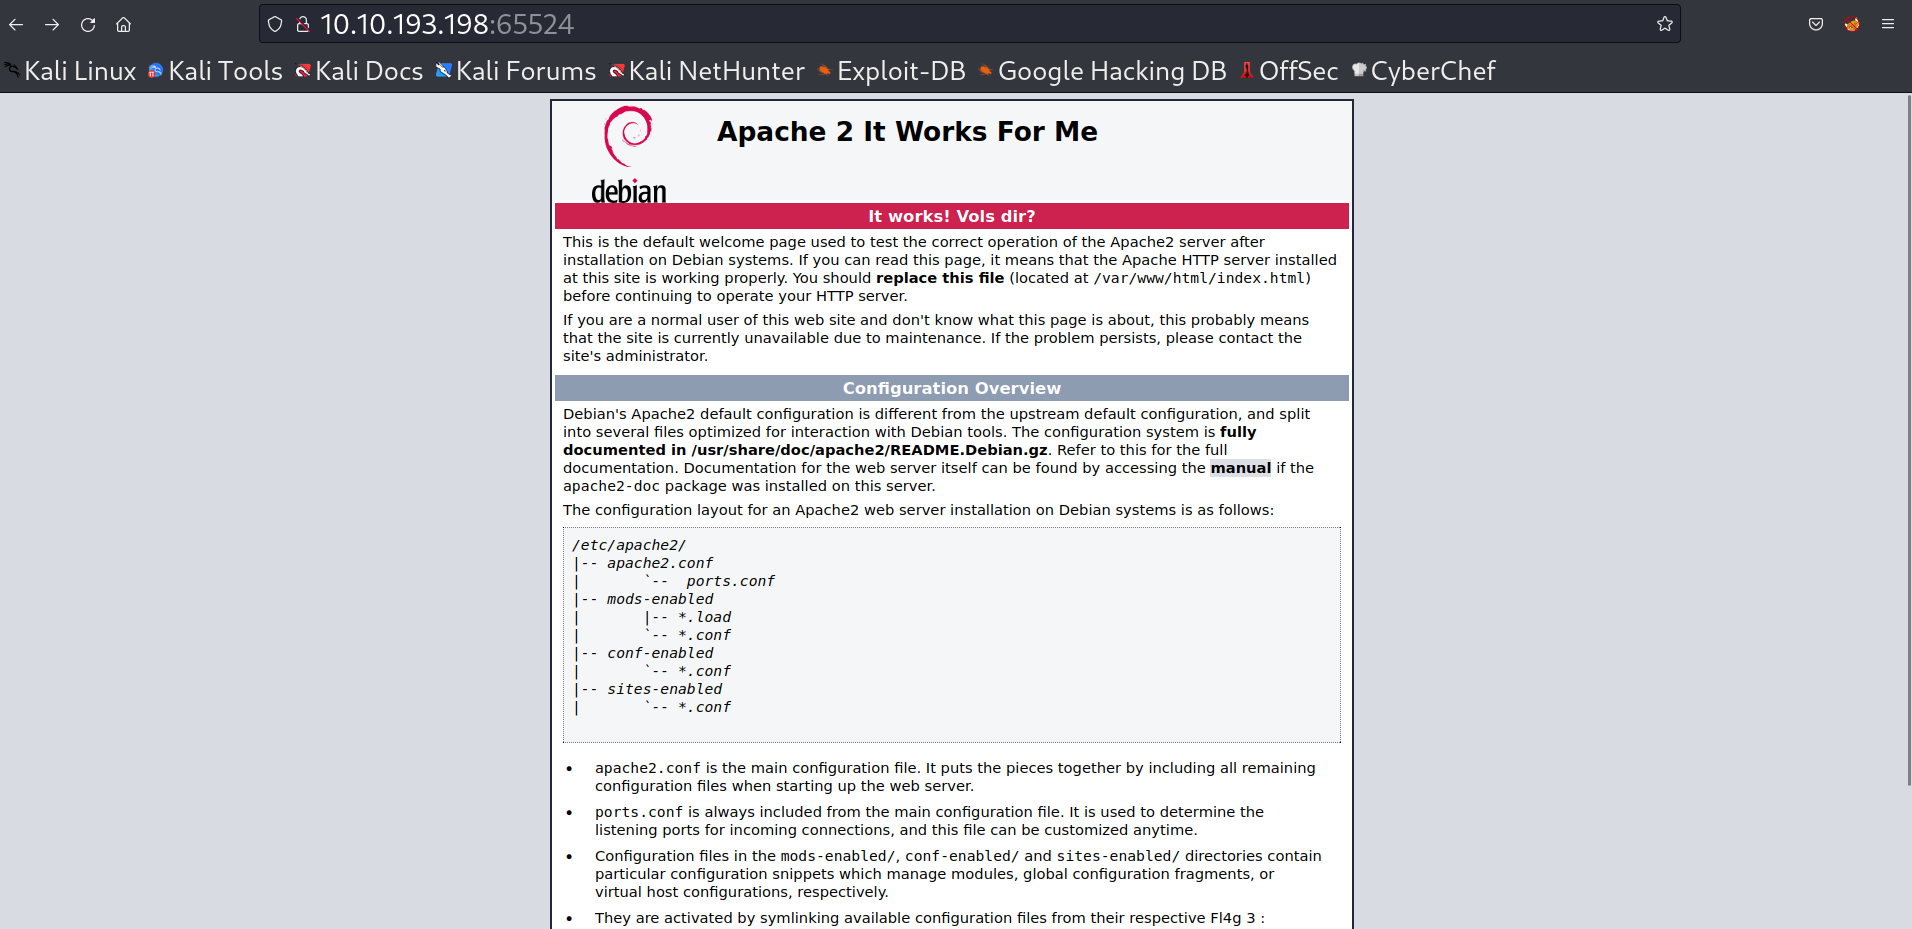 10.10.193.198:65524
Kali Linux Kali Tools Kali Docs Kali Forums Kali NetHunter Exploit-DB Google Hacking DB OffSec CyberChef
debian
Apache 2 It Works For Me
It works! Vols dir?
This is the default welcome page used to test the correct operation of the Apache2 server after
installation on Debian systems. If you can read this page, it means that the Apache HTTP server installed
at this site is working properly. You should replace this file (located at /var/www/html/index.html)
before continuing to operate your HTTP server.
If you are a normal user of this web site and don't know what this page is about, this probably means
that the site is currently unavailable due to maintenance. If the problem persists, please contact the
site's administrator.
Configuration Overview
Debian's Apache2 default configuration is different from the upstream default configuration, and split
into several files optimized for interaction with Debian tools. The configuration system is fully
documented in /usr/share/doc/apache2/README.Debian.gz. Refer to this for the full
documentation. Documentation for the web server itself can be found by accessing the manual if the
apache2-doc package was installed on this server.
The configuration layout for an Apache2 web server installation on Debian systems is as follows:
/etc/apache2/
|-- apache2.conf
|       `--  ports.conf
|-- mods-enabled
|       |-- *.load
|       `-- *.conf
|-- conf-enabled
|       `-- *.conf
|-- sites-enabled
|       `-- *.conf
• apache2.conf is the main configuration file. It puts the pieces together by including all remaining
configuration files when starting up the web server.
• ports.conf is always included from the main configuration file. It is used to determine the
listening ports for incoming connections, and this file can be customized anytime.
• Configuration files in the mods-enabled/, conf-enabled/ and sites-enabled/ directories contain
particular configuration snippets which manage modules, global configuration fragments, or
virtual host configurations, respectively.
• They are activated by symlinking available configuration files from their respective Fl4g 3 :